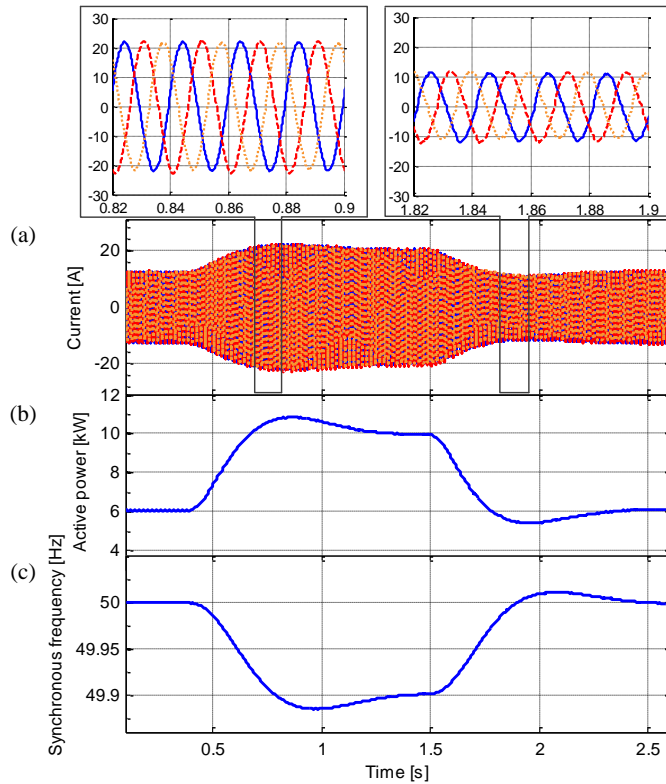 30
20
10
0
-10
-20
-30
0.82 0.84 0.86 0.88 0.9
30
20
10
0
-10
-20
-30
1.82 1.84 1.86 1.88 1.9
(a)
Current [A]
20
0
-20
(b)
Active power [kW]
12
10
8
6
4
(c)
Synchronous frequency [Hz]
50
49.95
49.9
0.5 1 1.5 2 2.5
Time [s]